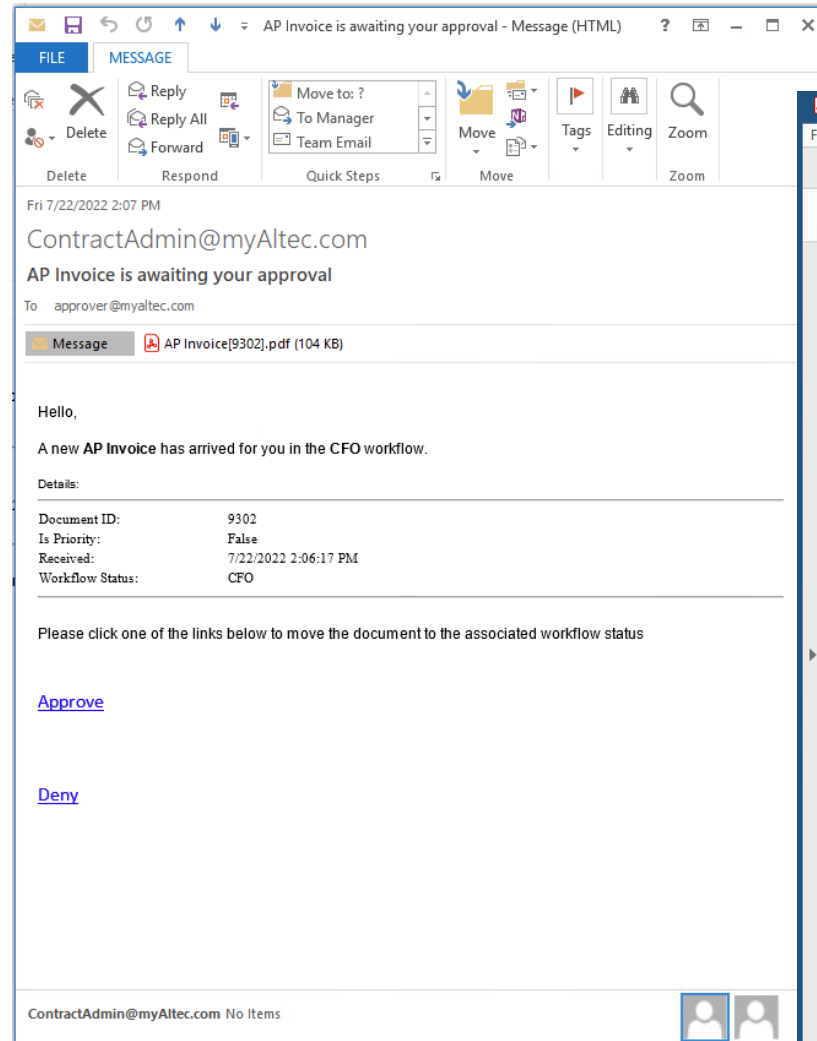 AP Invoice is awaiting your approval - Message (HTML) ?
FILE MESSAGE
Delete
Reply
Reply All
Forward
Move to: ?
To Manager
Team Email
Move
Tags
Editing
Zoom
Delete Respond Quick Steps Move Zoom
Fri 7/22/2022 2:07 PM
ContractAdmin@myAltec.com
AP Invoice is awaiting your approval
To approver@myaltec.com
Message AP Invoice[9302].pdf (104 KB)
Hello,
A new AP Invoice has arrived for you in the CFO workflow.
Details:
Document ID: 9302
Is Priority: False
Received: 7/22/2022 2:06:17 PM
Workflow Status: CFO
Please click one of the links below to move the document to the associated workflow status
Approve
Deny
ContractAdmin@myAltec.com No Items